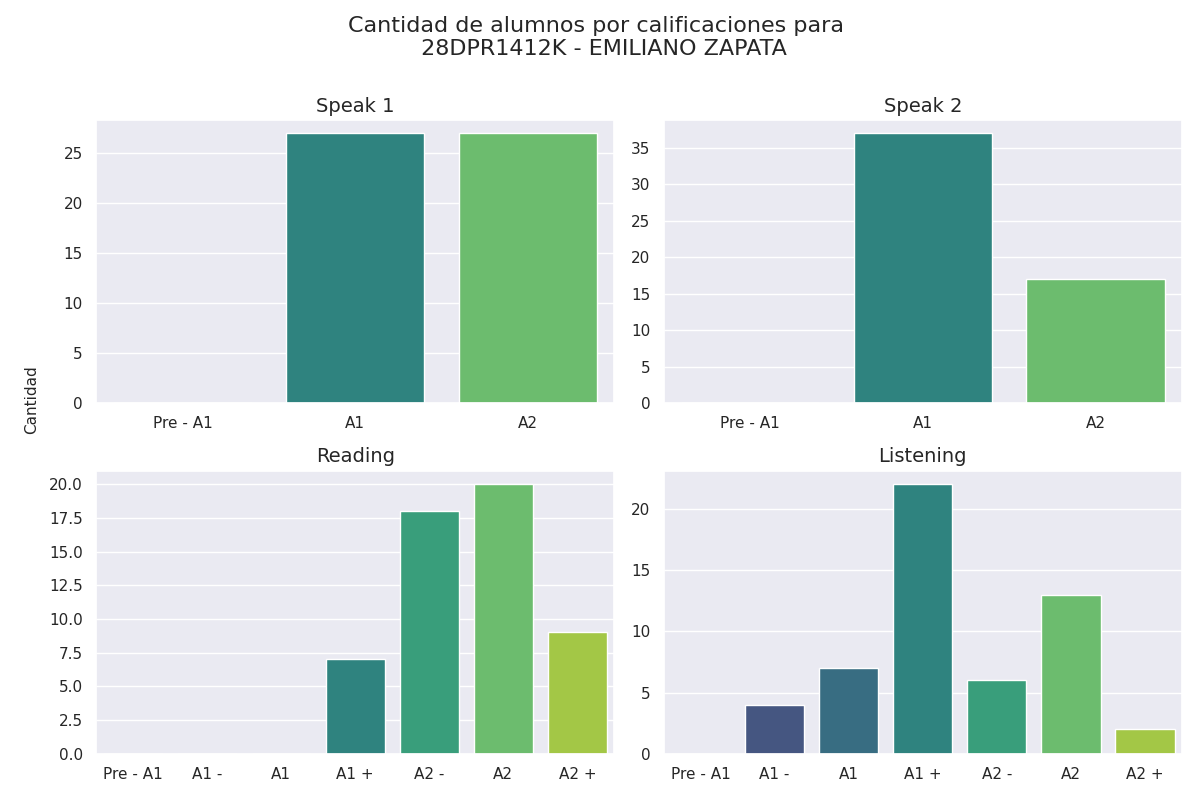 Cantidad de alumnos por calificaciones para
28DPR1412K - EMILIANO ZAPATA
Speak 1
25
20
15
10
5
0
Pre - A1 A1 A2
Speak 2
35
30
25
20
15
10
5
0
Pre - A1 A1 A2
Cantidad
Reading
20.0
17.5
15.0
12.5
10.0
7.5
5.0
2.5
0.0
Pre - A1 A1 - A1 A1 + A2 - A2 A2 +
Listening
20
15
10
5
0
Pre - A1 A1 - A1 A1 + A2 - A2 A2 +